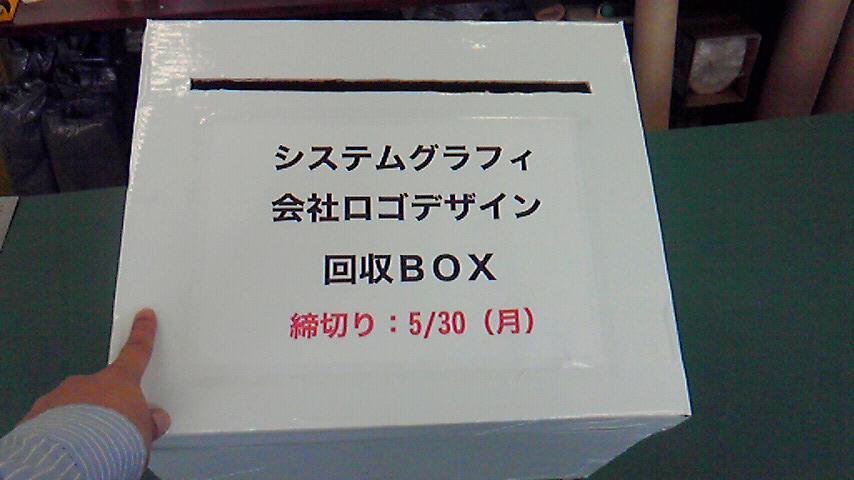 システムグラフィ
会社ロゴデザイン
回収ＢＯＸ
締切り：5/30（月）